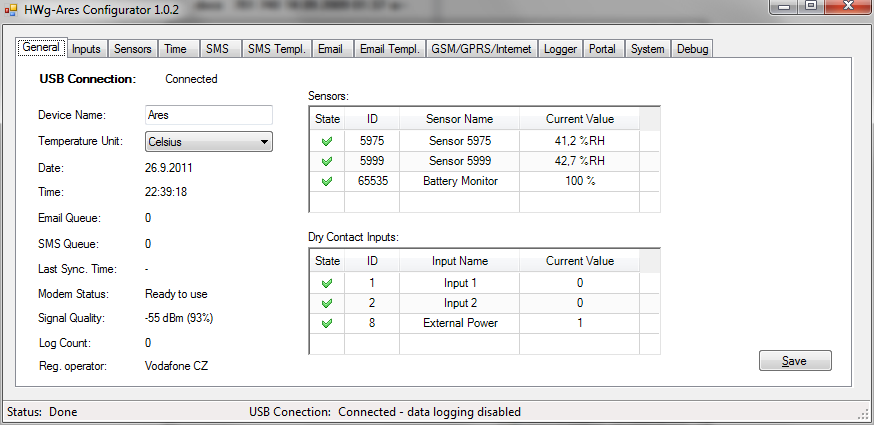 HWg-Ares Configurator 1.0.2
General Inputs Sensors Time SMS SMS Templ. Email Email Templ. GSM/GPRS/Internet Logger Portal System Debug
USB Connection: Connected
Device Name: Ares
Temperature Unit: Celsius
Date: 26.9.2011
Time: 22:39:18
Email Queue: 0
SMS Queue: 0
Last Sync. Time: -
Modem Status: Ready to use
Signal Quality: -55 dBm (93%)
Log Count: 0
Reg. operator: Vodafone CZ
Sensors:
State ID Sensor Name Current Value
5975 Sensor 5975 41,2 %RH
5999 Sensor 5999 42,7 %RH
65535 Battery Monitor 100 %
Dry Contact Inputs:
State ID Input Name Current Value
1 Input 1 0
2 Input 2 0
8 External Power 1
Save
Status: Done USB Conection: Connected - data logging disabled